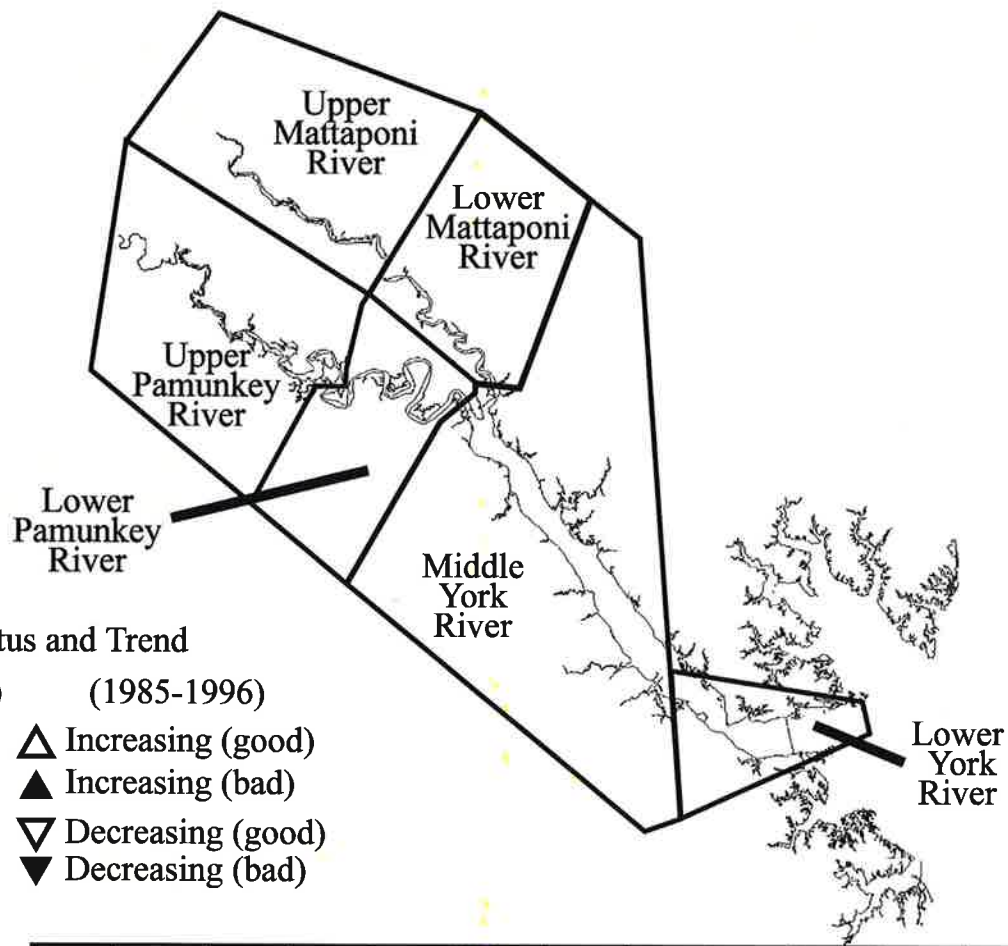 Upper
Mattaponi
River
Lower
Mattaponi
River
Upper
Pamunkey
River
Lower
Pamunkey
River
Middle
York
River
Lower
York
River
and Trend
(1985-1996)
Increasing (good)
Increasing (bad)
Decreasing (good)
Decreasing (bad)